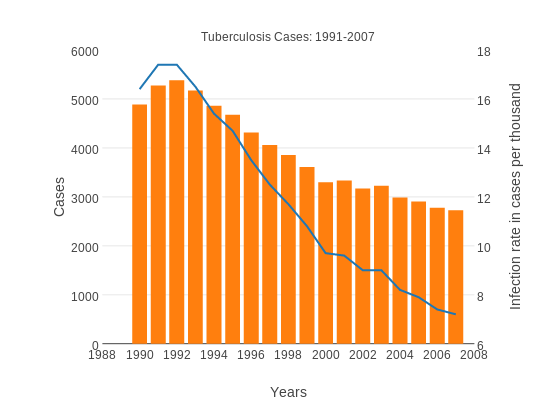 Tuberculosis Cases: 1991-2007
6000
5000
4000
3000
2000
1000
0
18
16
14
12
10
8
6
Cases
Infection rate in cases per thousand
1988 1990 1992 1994 1996 1998 2000 2002 2004 2006 2008
Years